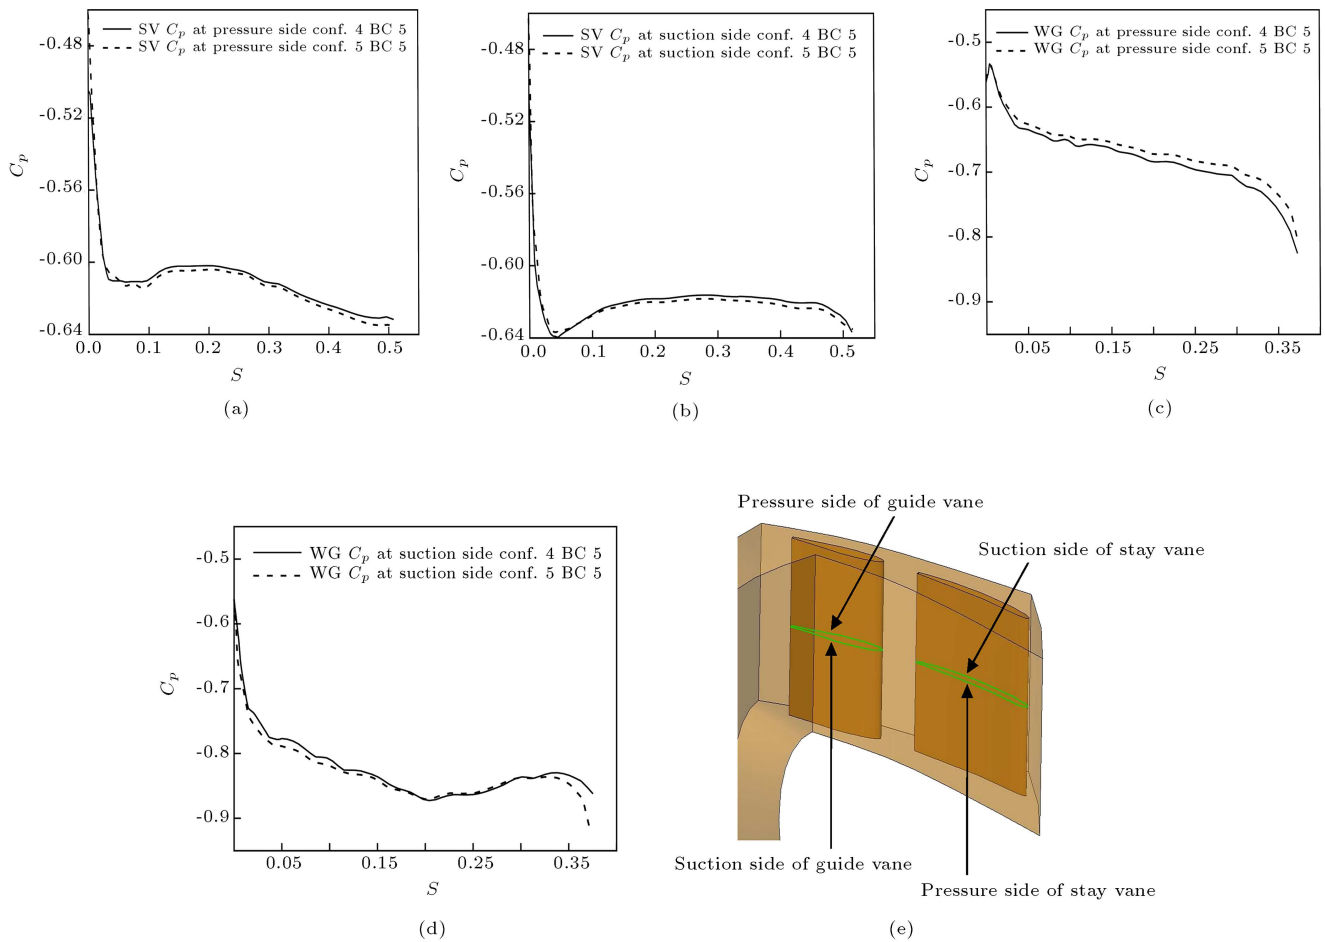 SV Cp at pressure side conf. 4 BC 5
SV Cp at pressure side conf. 5 BC 5
-0.48
-0.52
-0.56
-0.60
-0.64
Cp
0.0 0.1 0.2 0.3 0.4 0.5
S
(a)
SV Cp at suction side conf. 4 BC 5
SV Cp at suction side conf. 5 BC 5
-0.48
-0.52
-0.56
-0.60
-0.64
Cp
0.0 0.1 0.2 0.3 0.4 0.5
S
(b)
WG Cp at pressure side conf. 4 BC 5
WG Cp at pressure side conf. 5 BC 5
-0.5
-0.6
-0.7
-0.8
-0.9
Cp
0.05 0.15 0.25 0.35
S
(c)
WG Cp at suction side conf. 4 BC 5
WG Cp at suction side conf. 5 BC 5
-0.5
-0.6
-0.7
-0.8
-0.9
Cp
0.05 0.15 0.25 0.35
S
(d)
Pressure side of guide vane
Suction side of stay vane
Suction side of guide vane
Pressure side of stay vane
(e)